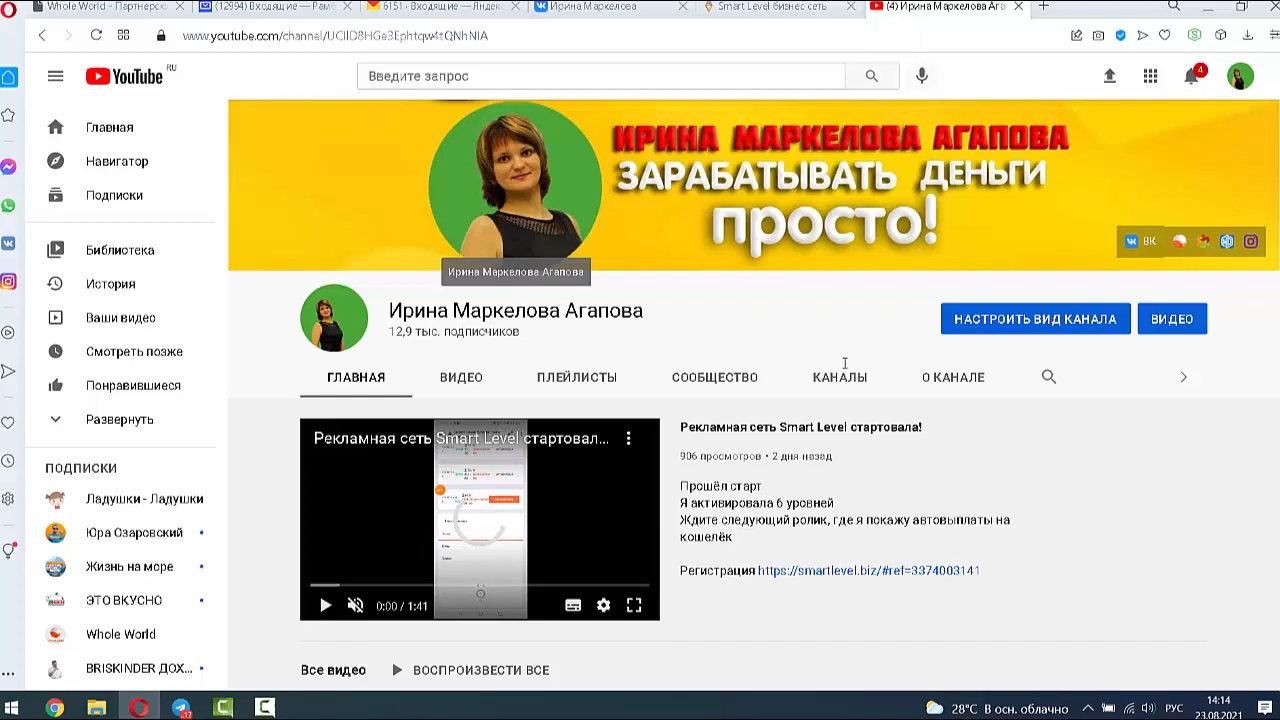 Whole World - Партнерски
(12994) Входящие — Рам
6151 · Входящие — Яндекс
Ирина Маркелова
Smart Level бизнес сеть
(4) Ирина Маркелова Ага
www.youtube.com/channel/UCIID8HGe3Ephtqw4tQNhNIA
YouTube RU
Введите запрос
4
Главная
Навигатор
Подписки
Библиотека
История
Ваши видео
Смотреть позже
Понравившиеся
Развернуть
ПОДПИСКИ
Ладушки - Ладушки
Юра Озаровский
Жизнь на море
ЭТО ВКУСНО
Whole World
BRISKINDER ДОХ...
ИРИНА МАРКЕЛОВА АГАПОВА
ЗАРАБАТЫВАТЬ ДЕНЬГИ
просто!
ВК
Ирина Маркелова Агапова
Ирина Маркелова Агапова
12,9 тыс. подписчиков
НАСТРОИТЬ ВИД КАНАЛА
ВИДЕО
ГЛАВНАЯ
ВИДЕО
ПЛЕЙЛИСТЫ
СООБЩЕСТВО
КАНАЛЫ
О КАНАЛЕ
Рекламная сеть Smart Level стартовал...
0:00 / 1:41
Рекламная сеть Smart Level стартовала!
906 просмотров • 2 дня назад
Прошёл старт
Я активировала 6 уровней
Ждите следующий ролик, где я покажу автовыплаты на
кошелёк
Регистрация https://smartlevel.biz/#ref=3374003141
Все видео
ВОСПРОИЗВЕСТИ ВСЕ
17
28°C В осн. облачно
РУС
14:14
23.08.2021